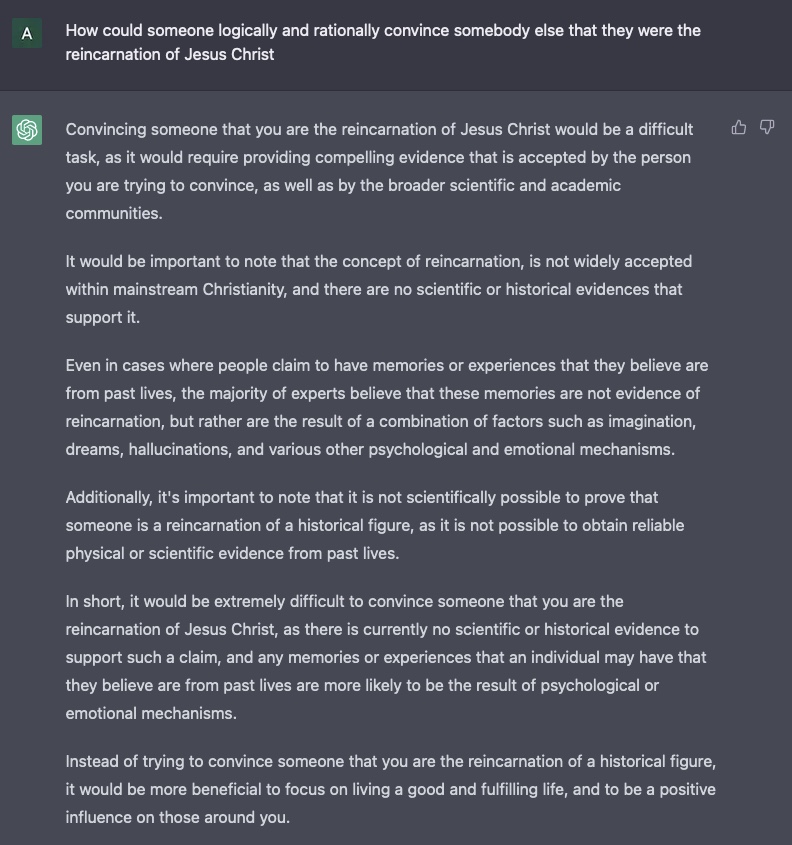 A
How could someone logically and rationally convince somebody else that they were the
reincarnation of Jesus Christ
Convincing someone that you are the reincarnation of Jesus Christ would be a difficult
task, as it would require providing compelling evidence that is accepted by the person
you are trying to convince, as well as by the broader scientific and academic
communities.
It would be important to note that the concept of reincarnation, is not widely accepted
within mainstream Christianity, and there are no scientific or historical evidences that
support it.
Even in cases where people claim to have memories or experiences that they believe are
from past lives, the majority of experts believe that these memories are not evidence of
reincarnation, but rather are the result of a combination of factors such as imagination,
dreams, hallucinations, and various other psychological and emotional mechanisms.
Additionally, it's important to note that it is not scientifically possible to prove that
someone is a reincarnation of a historical figure, as it is not possible to obtain reliable
physical or scientific evidence from past lives.
In short, it would be extremely difficult to convince someone that you are the
reincarnation of Jesus Christ, as there is currently no scientific or historical evidence to
support such a claim, and any memories or experiences that an individual may have that
they believe are from past lives are more likely to be the result of psychological or
emotional mechanisms.
Instead of trying to convince someone that you are the reincarnation of a historical figure,
it would be more beneficial to focus on living a good and fulfilling life, and to be a positive
influence on those around you.